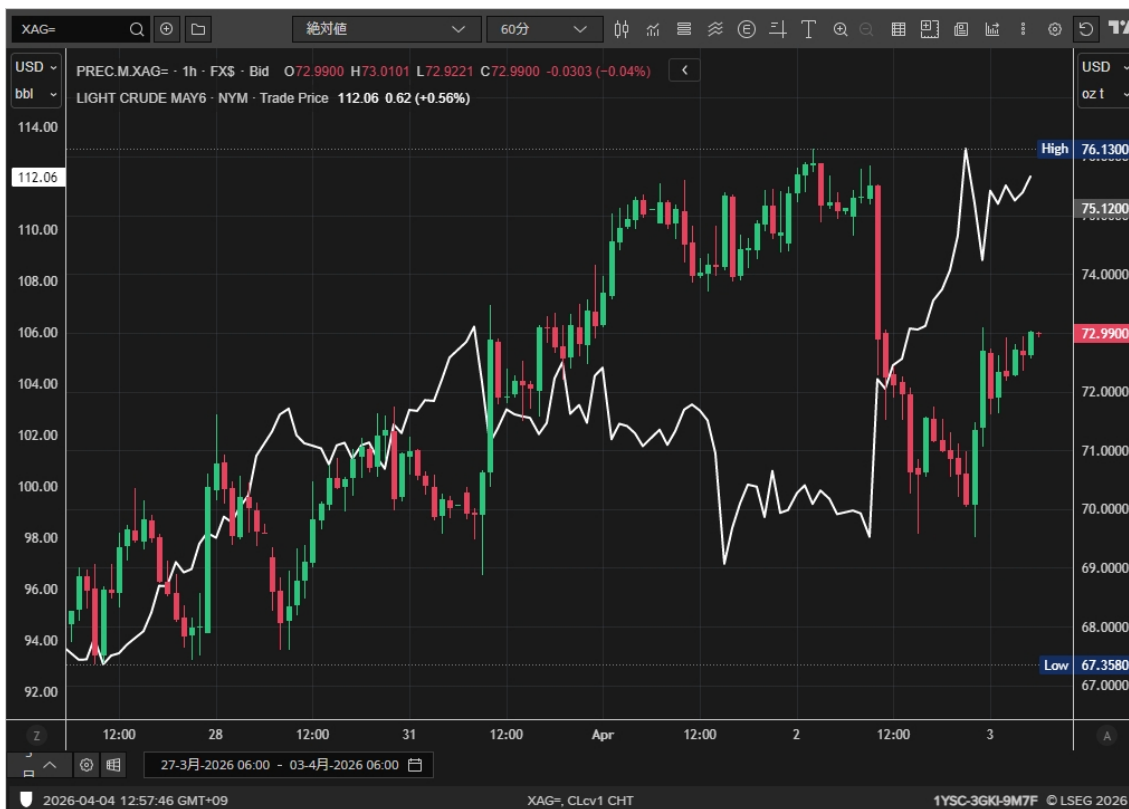 XAG=
絶対値
60分
USD
bbl
PREC.M.XAG= · 1h · FX$ · Bid O72.9900 H73.0101 L72.9221 C72.9900 -0.0303 (−0.04%)
LIGHT CRUDE MAY6 · NYM · Trade Price 112.06 0.62 (+0.56%)
USD
oz t
114.00
112.06
110.00
108.00
106.00
104.00
102.00
100.00
98.00
96.00
94.00
92.00
High 76.1300
75.1200
74.0000
72.9900
72.0000
71.0000
70.0000
69.0000
68.0000
Low 67.3580
67.0000
Z
12:00 28 12:00 31 12:00 Apr 12:00 2 12:00 3
A
日
27-3月-2026 06:00 - 03-4月-2026 06:00
2026-04-04 12:57:46 GMT+09
XAG=, CLcv1 CHT
1YSC-3GKI-9M7F © LSEG 2026